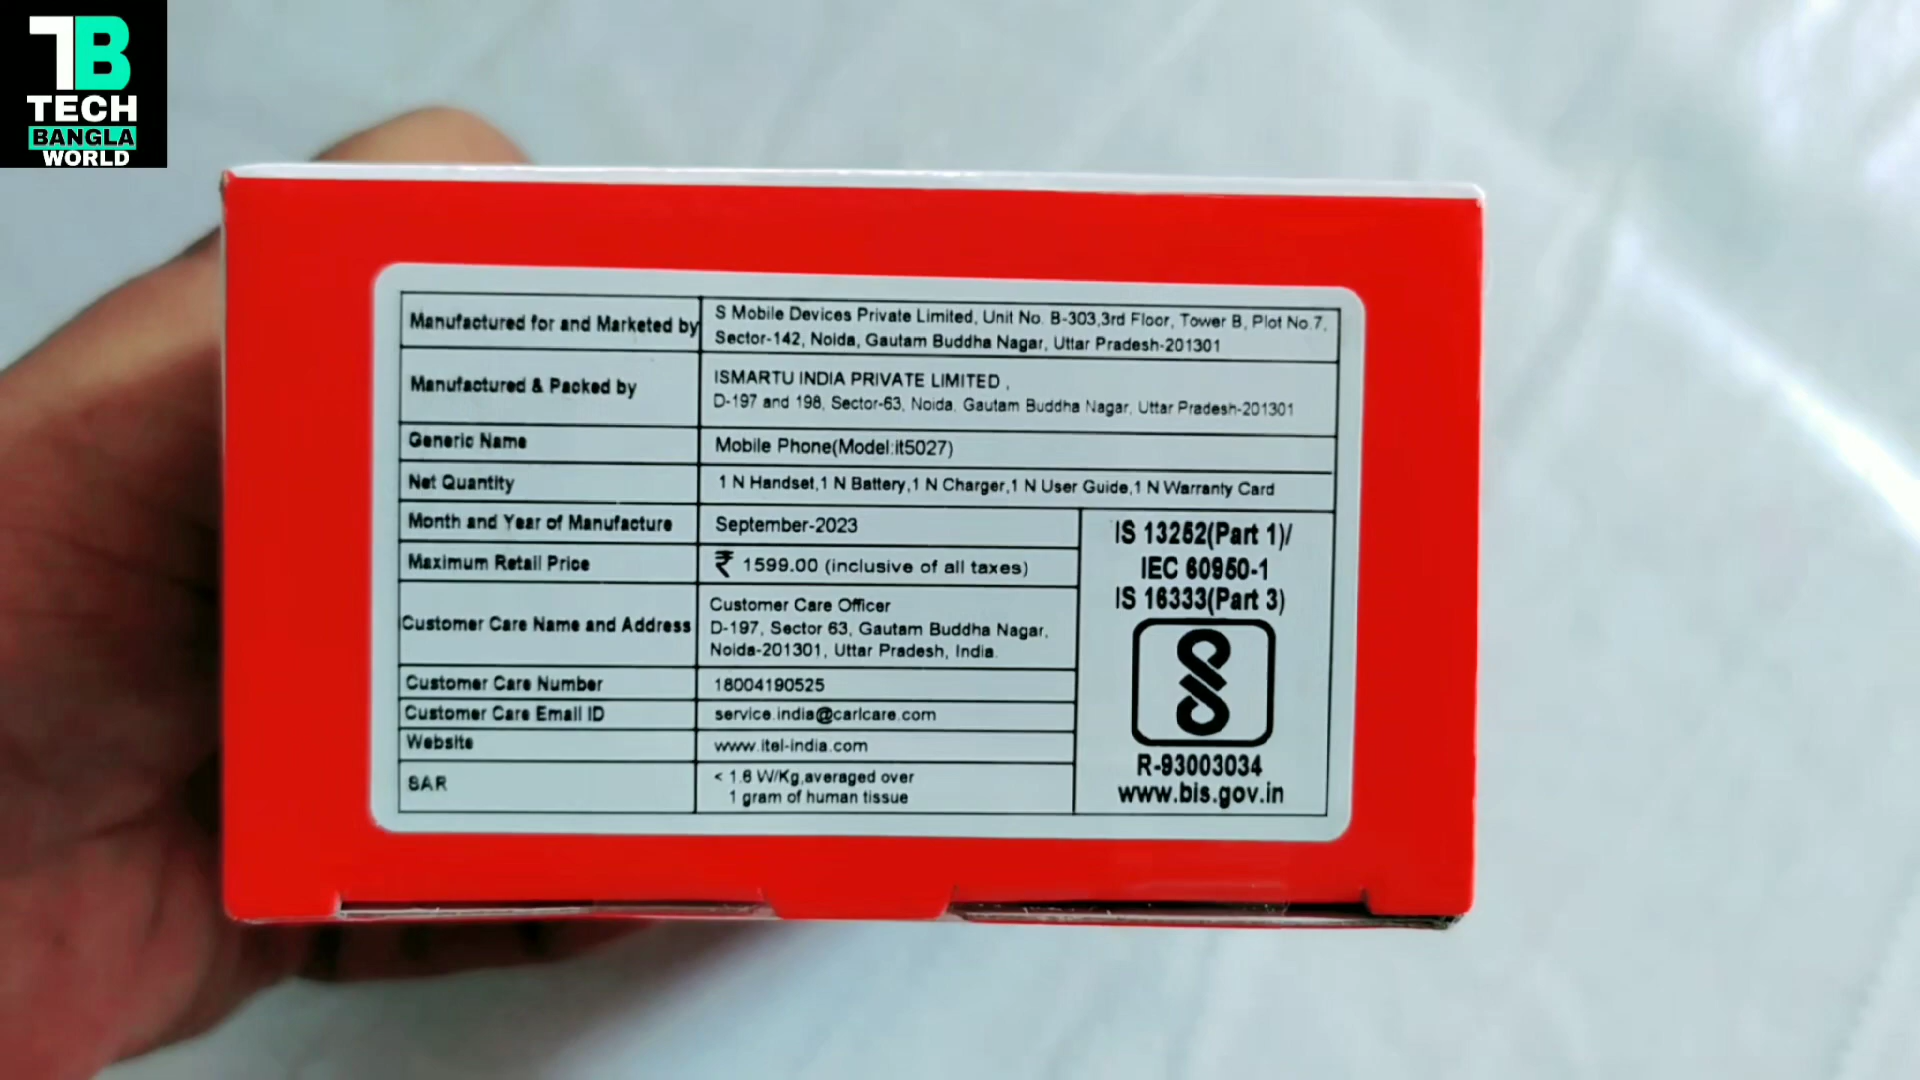 TB
TECH
BANGLA
WORLD
Manufactured for and Marketed by
S Mobile Devices Private Limited, Unit No. B-303,3rd Floor, Tower B, Plot No.7,
Sector-142, Noida, Gautam Buddha Nagar, Uttar Pradesh-201301
Manufactured & Packed by
ISMARTU INDIA PRIVATE LIMITED ,
D-197 and 198, Sector-63, Noida, Gautam Buddha Nagar, Uttar Pradesh-201301
Generic Name
Mobile Phone(Model:it5027)
Net Quantity
1 N Handset,1 N Battery,1 N Charger,1 N User Guide,1 N Warranty Card
Month and Year of Manufacture
September-2023
Maximum Retail Price
₹ 1599.00 (inclusive of all taxes)
Customer Care Name and Address
Customer Care Officer
D-197, Sector 63, Gautam Buddha Nagar,
Noida-201301, Uttar Pradesh, India.
Customer Care Number
18004190525
Customer Care Email ID
service.india@carlcare.com
Website
www.itel-india.com
SAR
< 1.6 W/Kg,averaged over
1 gram of human tissue
IS 13252(Part 1)/
IEC 60950-1
IS 16333(Part 3)
R-93003034
www.bis.gov.in